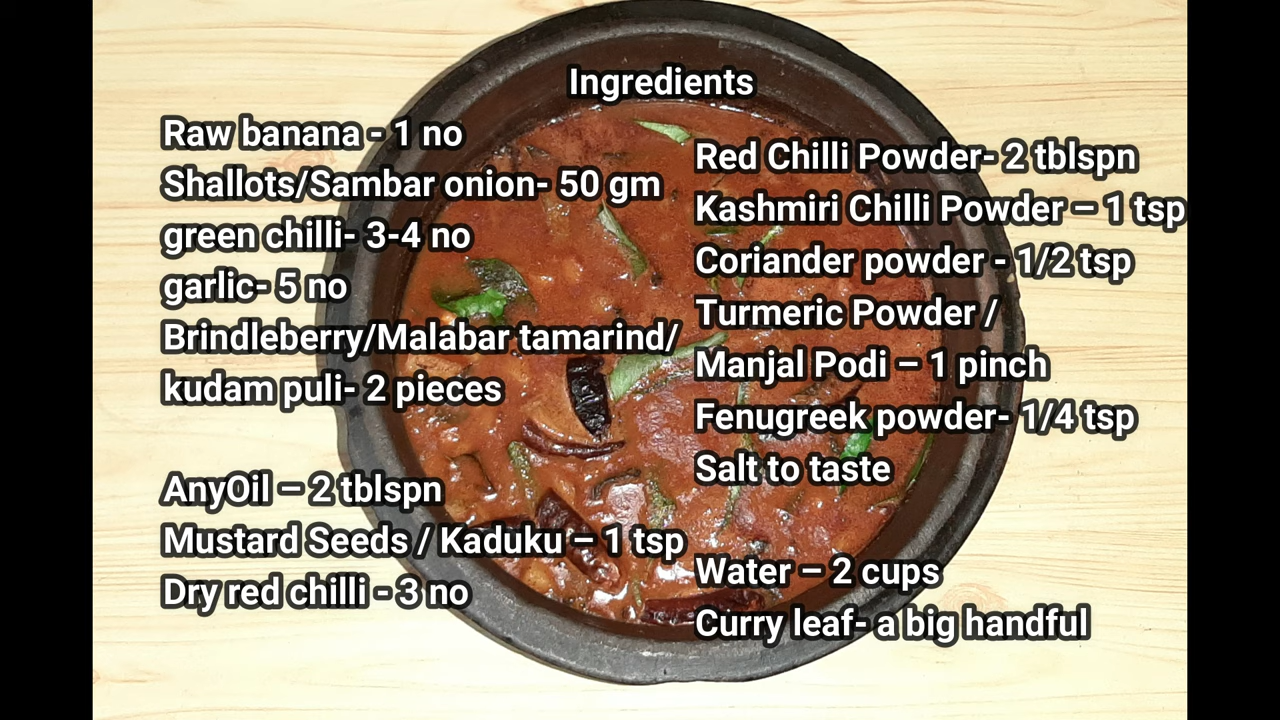 Ingredients
Raw banana - 1 no
Shallots/Sambar onion- 50 gm
green chilli- 3-4 no
garlic- 5 no
Brindleberry/Malabar tamarind/
kudam puli- 2 pieces
AnyOil – 2 tblspn
Mustard Seeds / Kaduku – 1 tsp
Dry red chilli - 3 no
Red Chilli Powder- 2 tblspn
Kashmiri Chilli Powder – 1 tsp
Coriander powder - 1/2 tsp
Turmeric Powder /
Manjal Podi – 1 pinch
Fenugreek powder- 1/4 tsp
Salt to taste
Water – 2 cups
Curry leaf- a big handful